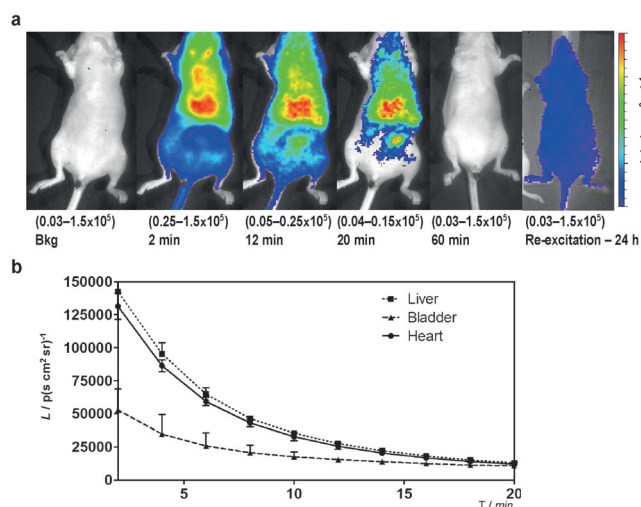 a
(0.03–1.5x10⁵) (0.25–1.5x10⁵) (0.05–0.25x10⁵) (0.04–0.15x10⁵) (0.03–1.5x10⁵) (0.03–1.5x10⁵)
Bkg 2 min 12 min 20 min 60 min Re-excitation – 24 h
b
150000
125000
100000
75000
50000
25000
0
L / p(s cm² sr)⁻¹
Liver
Bladder
Heart
5 10 15 20
T / min